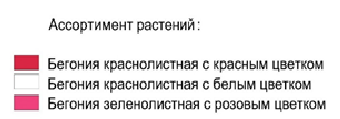 Ассортимент растений:
Бегония краснолистная с красным цветком
Бегония краснолистная с белым цветком
Бегония зеленолистная с розовым цветком